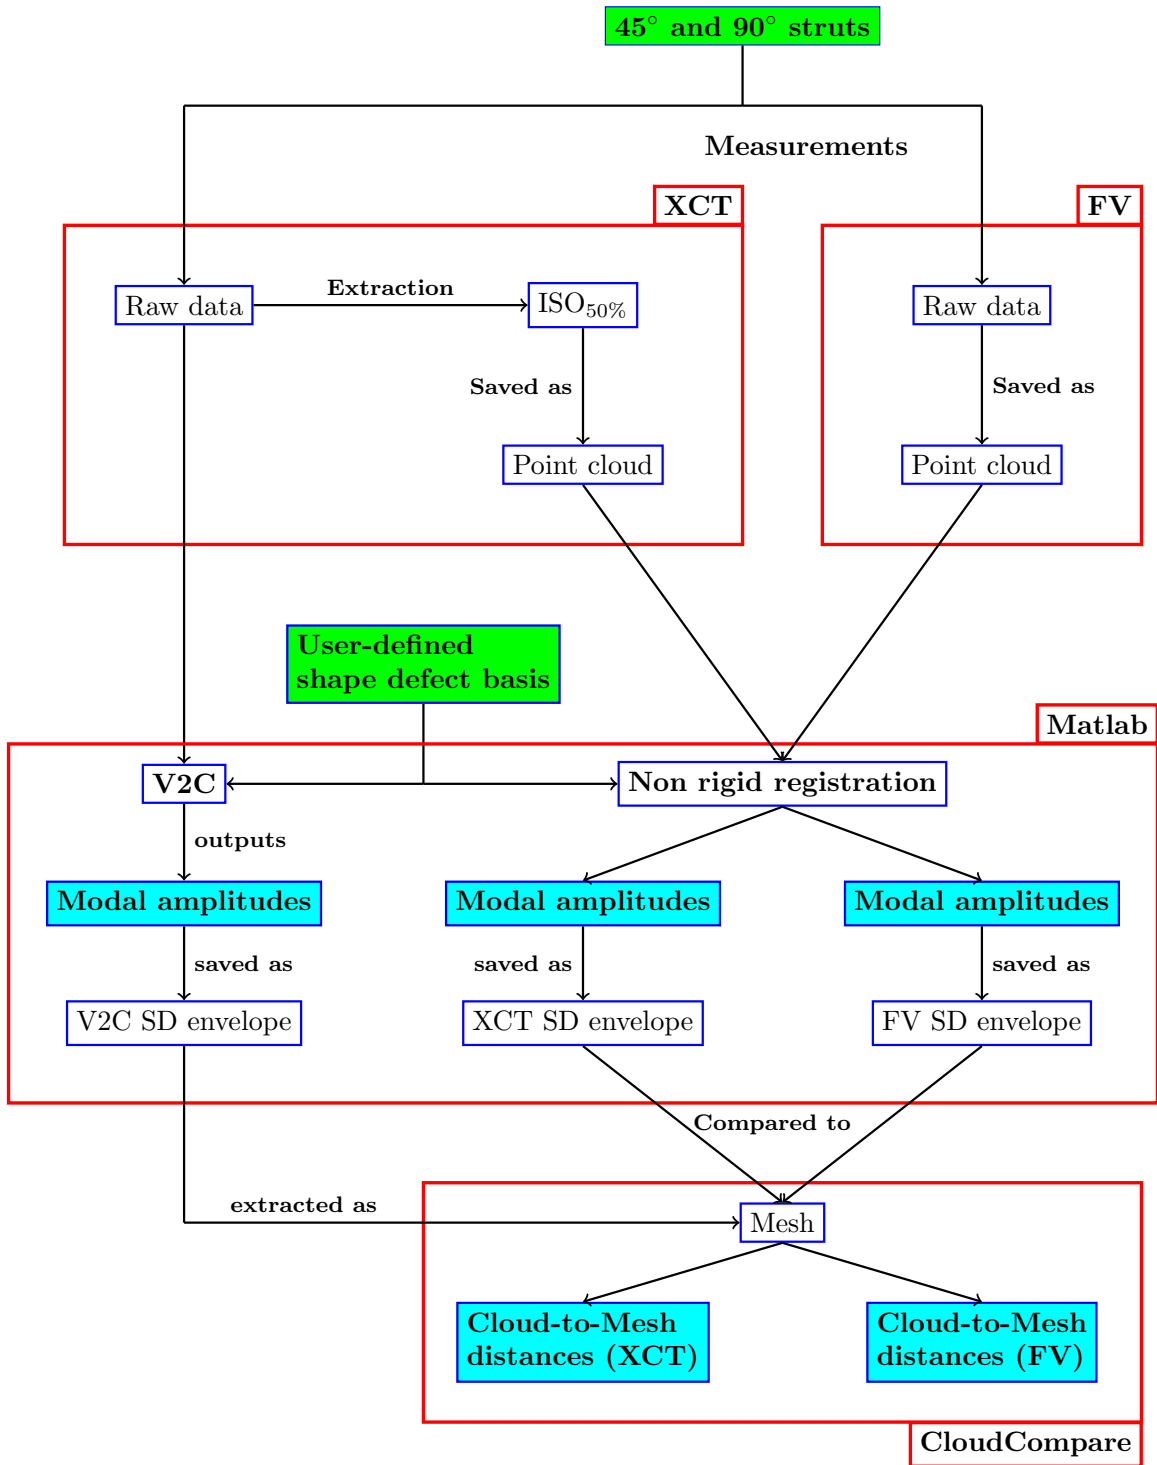 45° and 90° struts
Measurements
XCT
FV
Raw data
Extraction
ISO50%
Raw data
Saved as
Saved as
Point cloud
Point cloud
User-defined
shape defect basis
Matlab
V2C
Non rigid registration
outputs
Modal amplitudes
Modal amplitudes
Modal amplitudes
saved as
saved as
saved as
V2C SD envelope
XCT SD envelope
FV SD envelope
Compared to
extracted as
Mesh
Cloud-to-Mesh
distances (XCT)
Cloud-to-Mesh
distances (FV)
CloudCompare